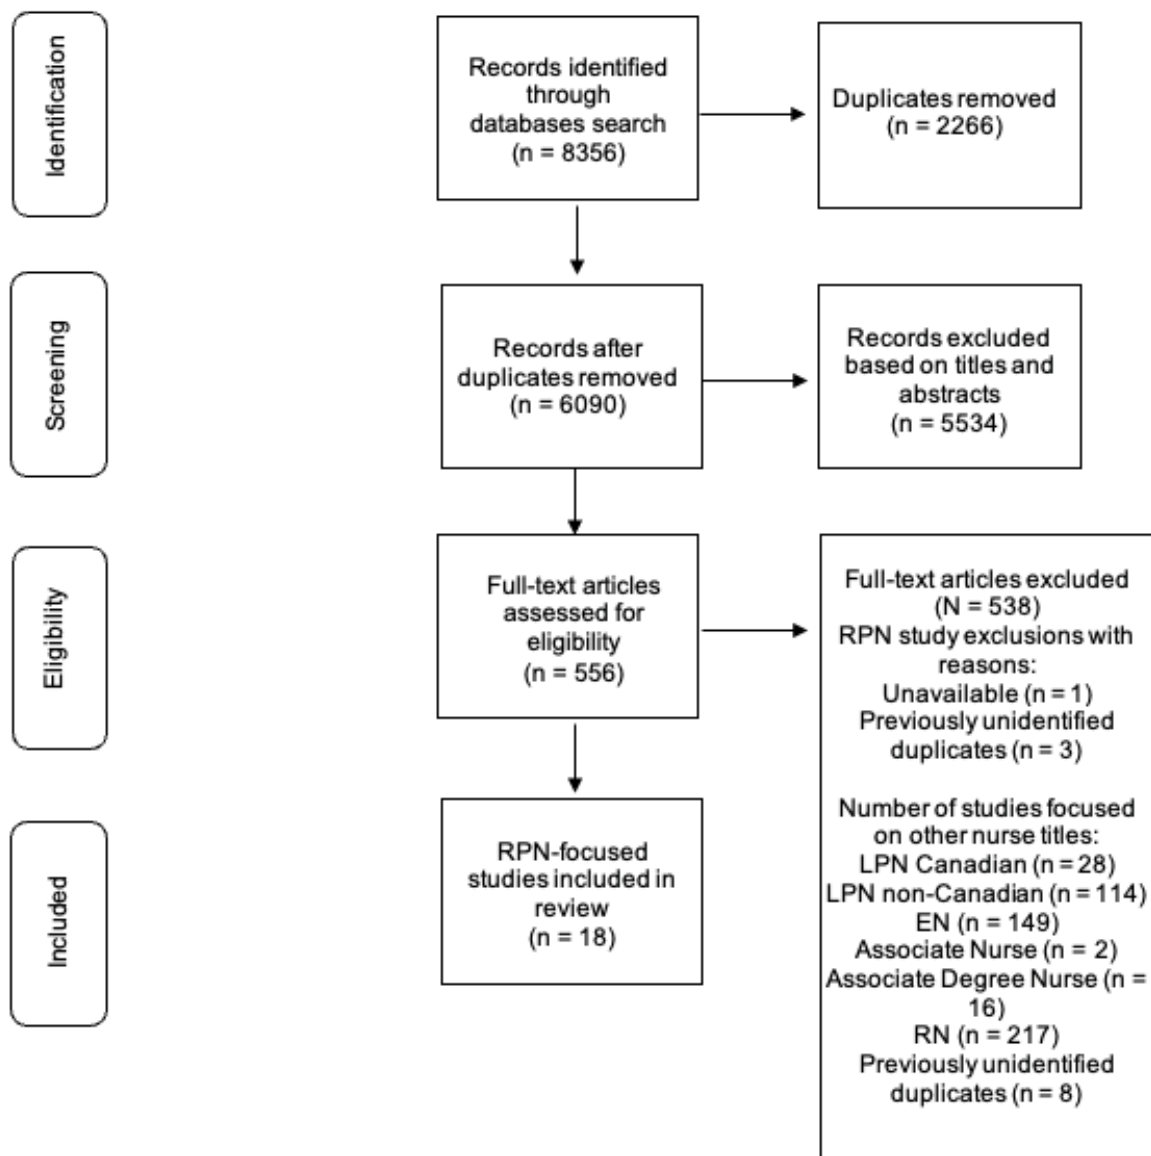 Identification
Records identified
through
databases search
(n = 8356)
Duplicates removed
(n = 2266)
Screening
Records after
duplicates removed
(n = 6090)
Records excluded
based on titles and
abstracts
(n = 5534)
Eligibility
Full-text articles
assessed for
eligibility
(n = 556)
Full-text articles excluded
(N = 538)
RPN study exclusions with
reasons:
Unavailable (n = 1)
Previously unidentified
duplicates (n = 3)
Number of studies focused
on other nurse titles:
LPN Canadian (n = 28)
LPN non-Canadian (n = 114)
EN (n = 149)
Associate Nurse (n = 2)
Associate Degree Nurse (n =
16)
RN (n = 217)
Previously unidentified
duplicates (n = 8)
Included
RPN-focused
studies included in
review
(n = 18)